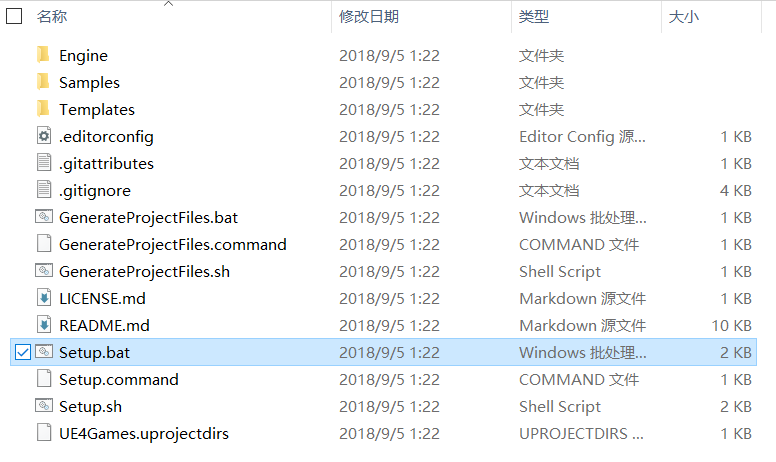 名称 修改日期 类型 大小
Engine 2018/9/5 1:22 文件夹
Samples 2018/9/5 1:22 文件夹
Templates 2018/9/5 1:22 文件夹
.editorconfig 2018/9/5 1:22 Editor Config 源... 1 KB
.gitattributes 2018/9/5 1:22 文本文档 1 KB
.gitignore 2018/9/5 1:22 文本文档 4 KB
GenerateProjectFiles.bat 2018/9/5 1:22 Windows 批处理... 1 KB
GenerateProjectFiles.command 2018/9/5 1:22 COMMAND 文件 1 KB
GenerateProjectFiles.sh 2018/9/5 1:22 Shell Script 1 KB
LICENSE.md 2018/9/5 1:22 Markdown 源文件 1 KB
README.md 2018/9/5 1:22 Markdown 源文件 10 KB
Setup.bat 2018/9/5 1:22 Windows 批处理... 2 KB
Setup.command 2018/9/5 1:22 COMMAND 文件 1 KB
Setup.sh 2018/9/5 1:22 Shell Script 2 KB
UE4Games.uprojectdirs 2018/9/5 1:22 UPROJECTDIRS ... 1 KB